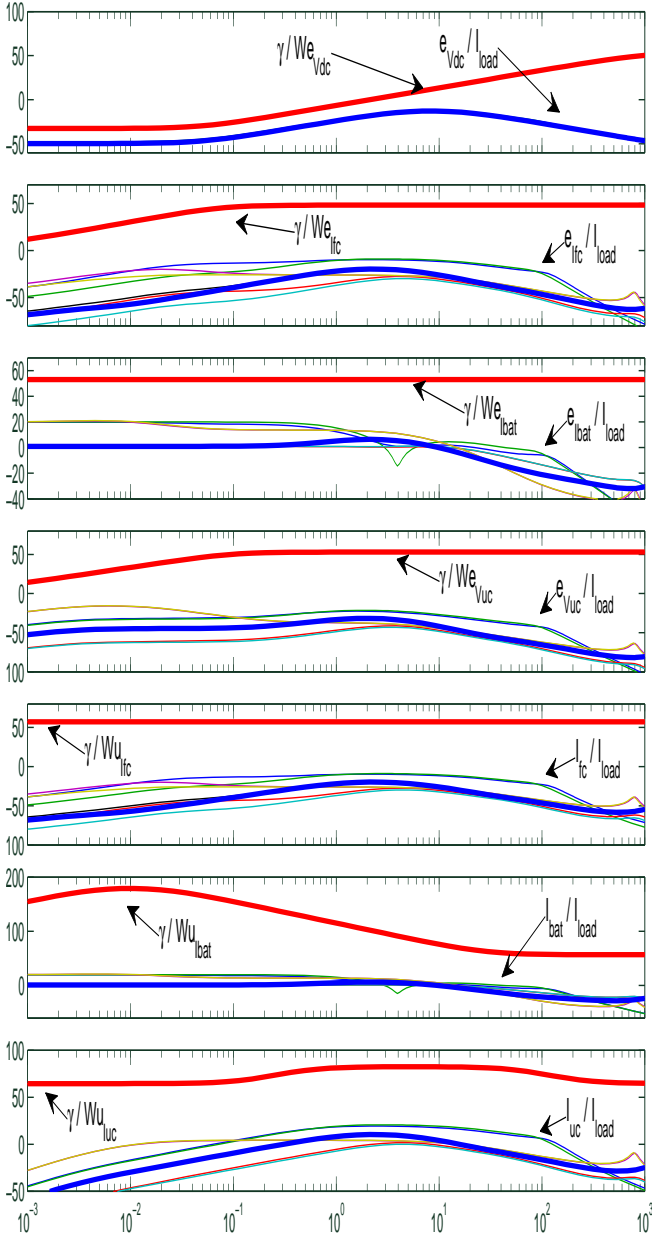 100
50
0
-50
γ / We_Vdc
e_Vdc / I_load
50
0
-50
γ / We_Ifc
e_Ifc / I_load
60
40
20
0
-20
-40
γ / We_Ibat
e_Ibat / I_load
50
0
-50
100
γ / We_Vuc
e_Vuc / I_load
50
0
-50
100
γ / Wu_Ifc
I_fc / I_load
200
100
0
γ / Wu_Ibat
I_bat / I_load
100
50
0
-50
γ / Wu_Iuc
I_uc / I_load
10^-3 10^-2 10^-1 10^0 10^1 10^2 10^3